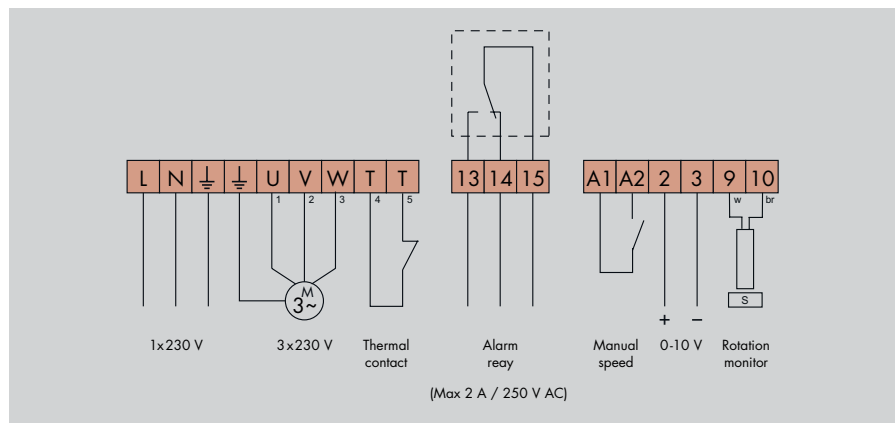 L N U V W T T
13 14 15
A1 A2 2 3 9 10
1 2 3 4 5
w br
M
3~
S
+ −
1x230 V
3x230 V
Thermal
contact
Alarm
reay
(Max 2 A / 250 V AC)
Manual
speed
0-10 V
Rotation
monitor